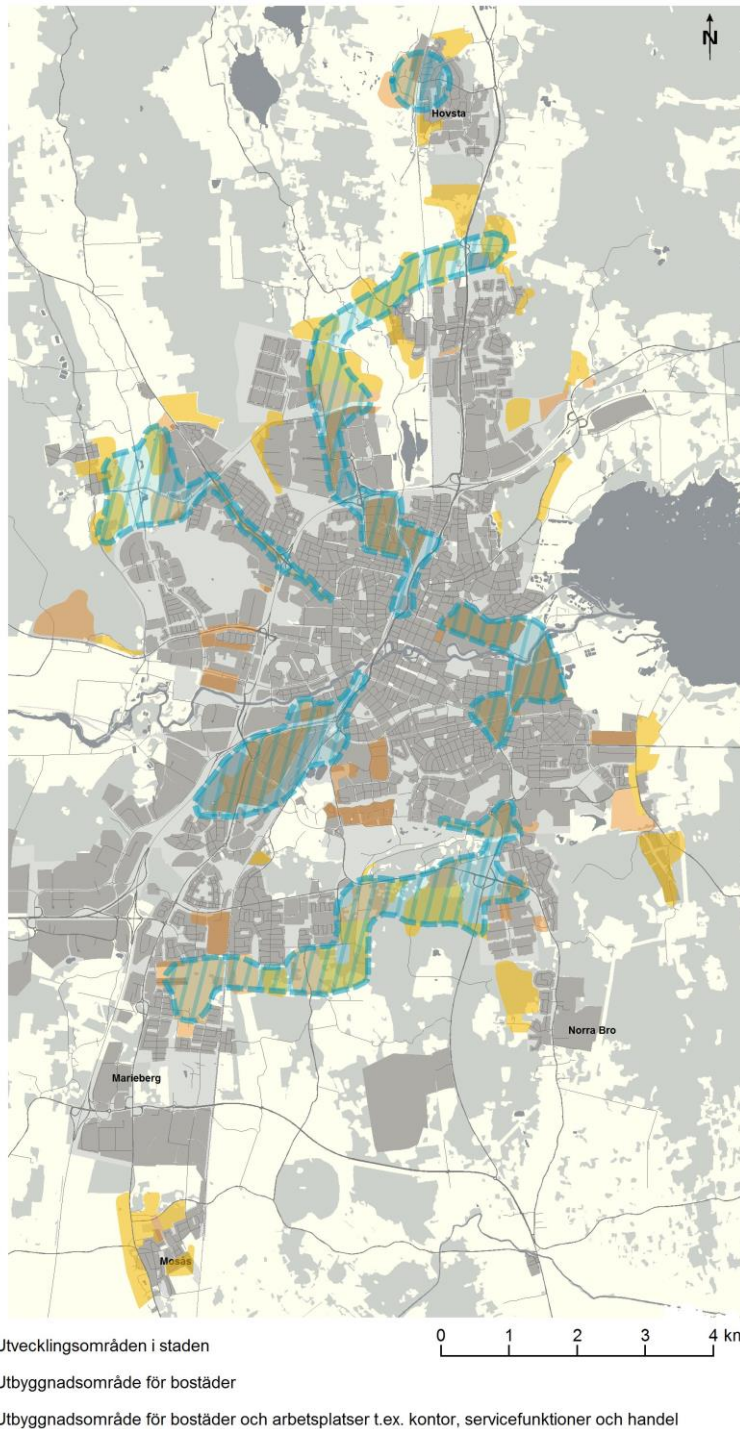 N
Hovsta
Norra Bro
Marieberg
Mosås
0 1 2 3 4 km
Utvecklingsområden i staden
Utbyggnadsområde för bostäder
Utbyggnadsområde för bostäder och arbetsplatser t.ex. kontor, servicefunktioner och handel